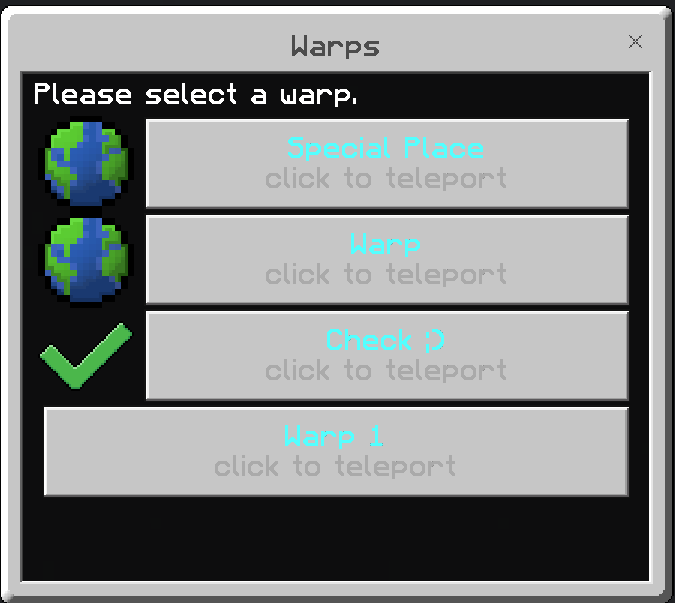 Warps
Please select a warp.
Special Place
click to teleport
Warp
click to teleport
Check ;)
click to teleport
Warp 1
click to teleport